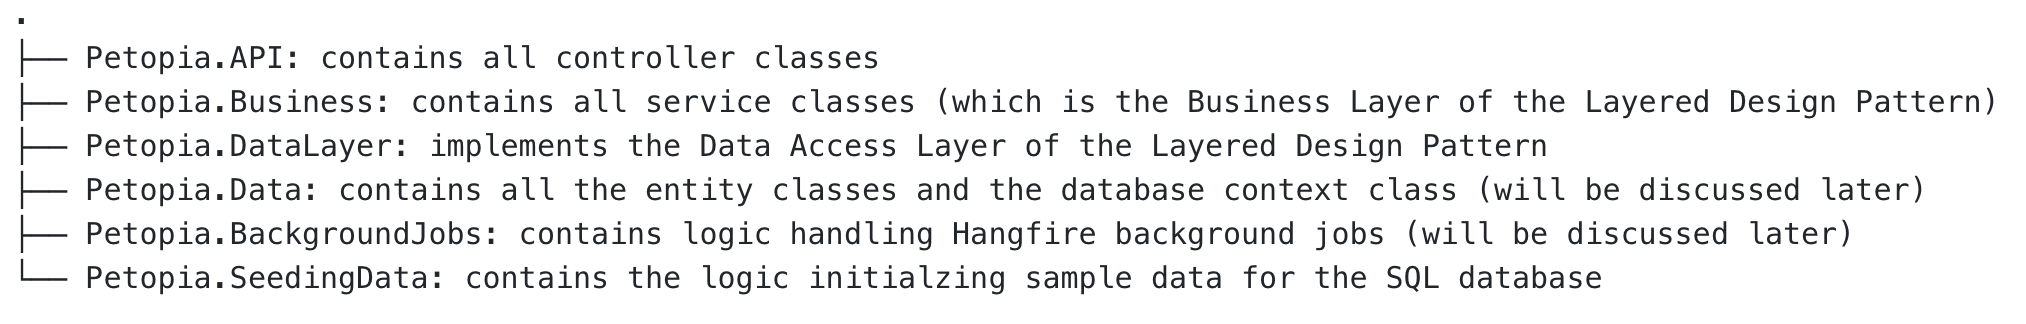 .
├── Petopia.API: contains all controller classes
├── Petopia.Business: contains all service classes (which is the Business Layer of the Layered Design Pattern)
├── Petopia.DataLayer: implements the Data Access Layer of the Layered Design Pattern
├── Petopia.Data: contains all the entity classes and the database context class (will be discussed later)
├── Petopia.BackgroundJobs: contains logic handling Hangfire background jobs (will be discussed later)
└── Petopia.SeedingData: contains the logic initialzing sample data for the SQL database